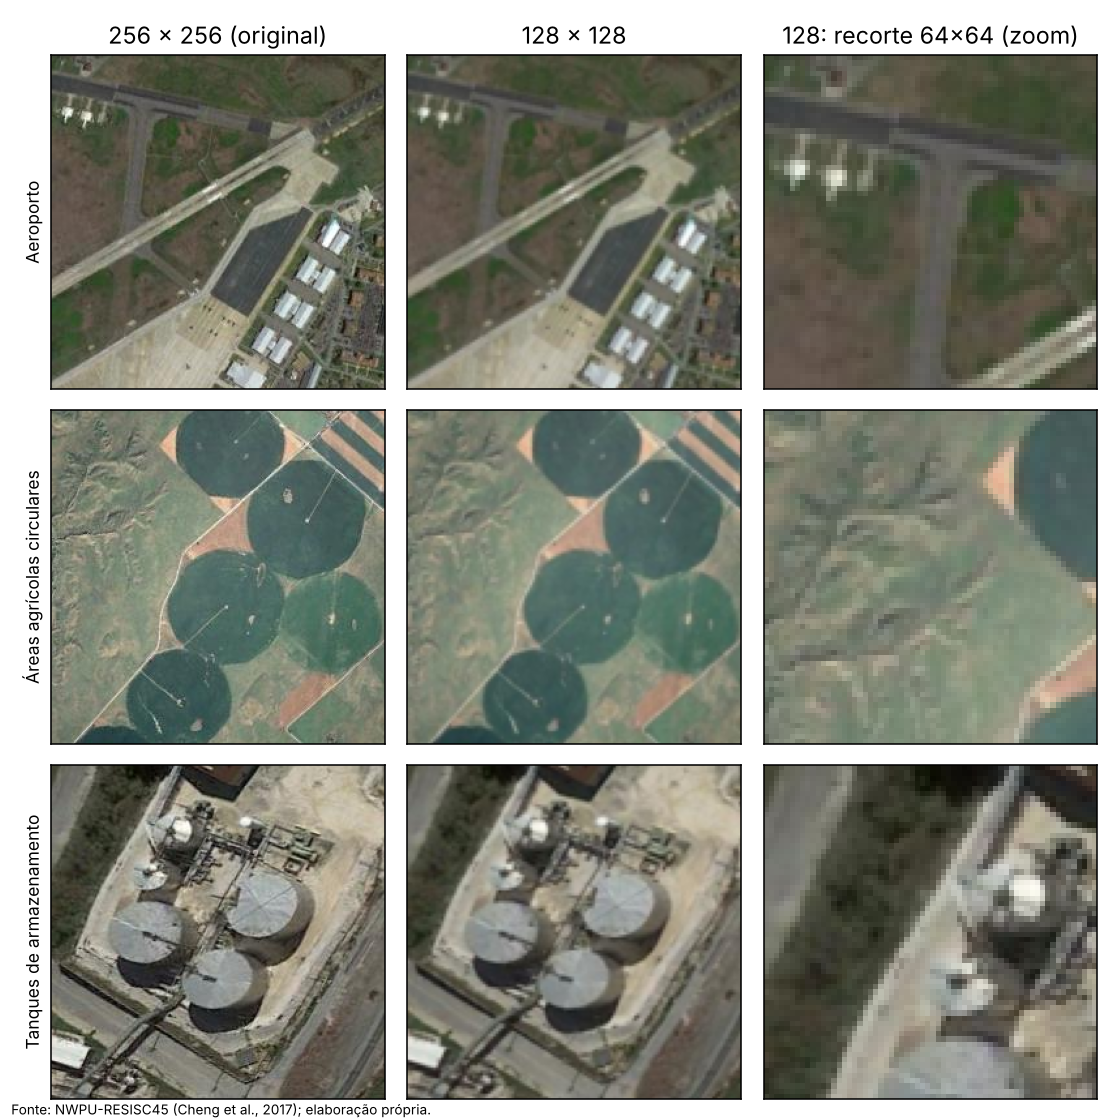 256 × 256 (original)
128 × 128
128: recorte 64×64 (zoom)
Aeroporto
Áreas agrícolas circulares
Tanques de armazenamento
Fonte: NWPU-RESISC45 (Cheng et al., 2017); elaboração própria.